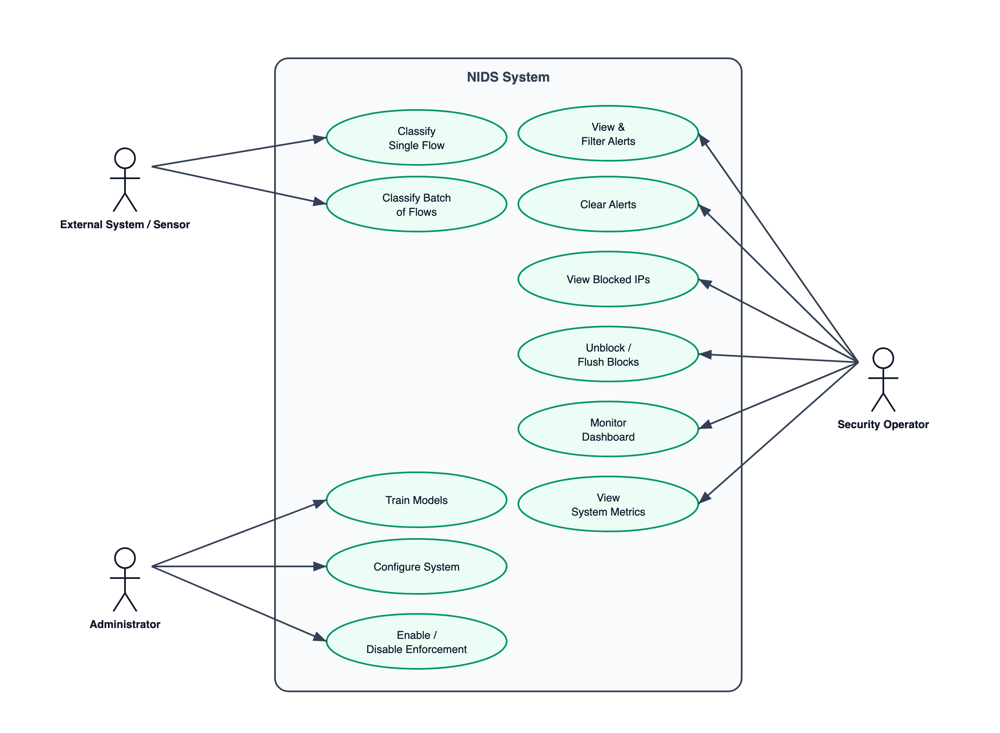 NIDS System
Classify
Single Flow
View &
Filter Alerts
Classify Batch
of Flows
Clear Alerts
External System / Sensor
View Blocked IPs
Unblock /
Flush Blocks
Monitor
Dashboard
Security Operator
Train Models
View
System Metrics
Configure System
Administrator
Enable /
Disable Enforcement